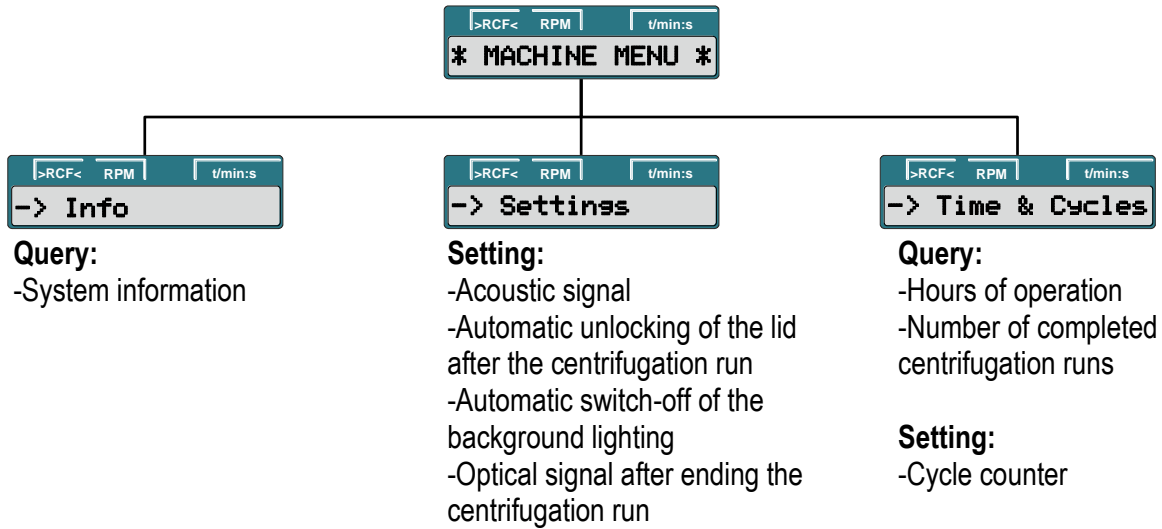 >RCF< RPM t/min:s
* MACHINE MENU *
>RCF< RPM t/min:s
-> Info
Query:
-System information
>RCF< RPM t/min:s
-> Settings
Setting:
-Acoustic signal
-Automatic unlocking of the lid
after the centrifugation run
-Automatic switch-off of the
background lighting
-Optical signal after ending the
centrifugation run
>RCF< RPM t/min:s
-> Time & Cycles
Query:
-Hours of operation
-Number of completed
centrifugation runs
Setting:
-Cycle counter